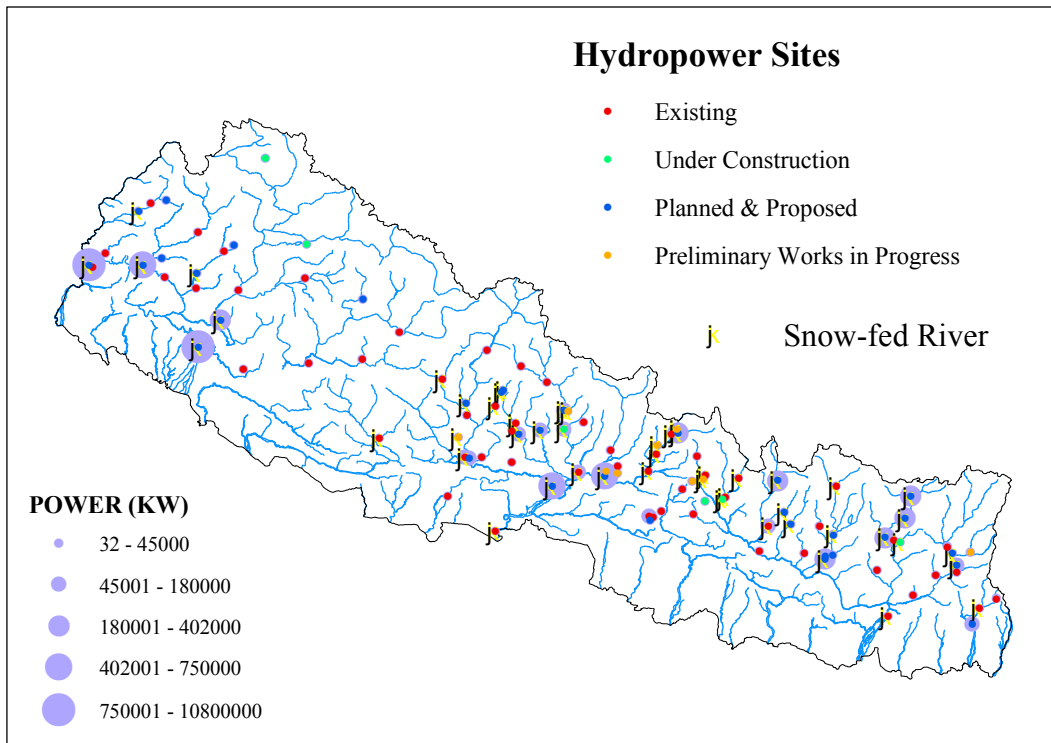 Hydropower Sites
Existing
Under Construction
Planned & Proposed
Preliminary Works in Progress
jk Snow-fed River
POWER (KW)
32 - 45000
45001 - 180000
180001 - 402000
402001 - 750000
750001 - 10800000